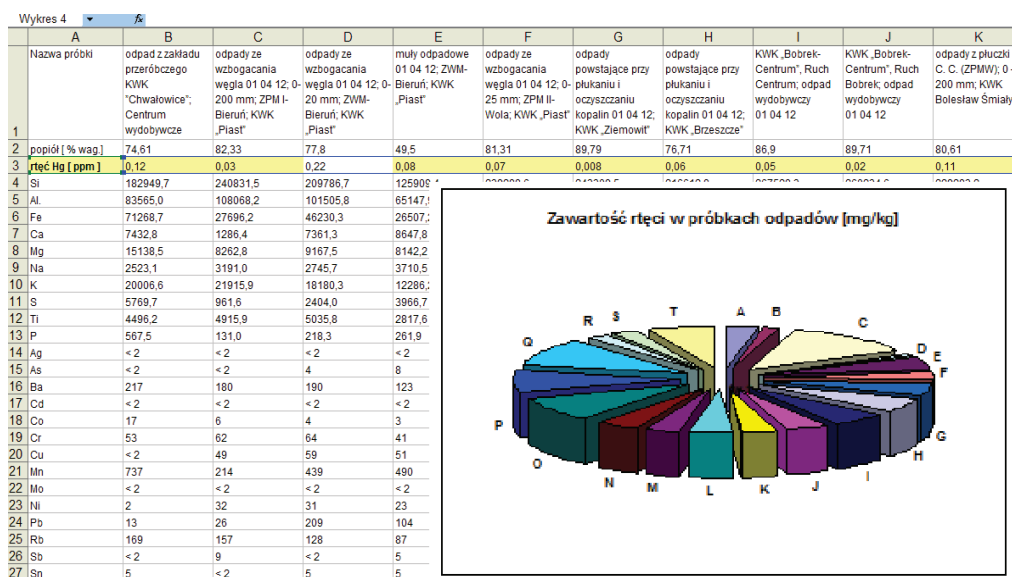 Wykres 4 fx
A B C D E F G H I J K
1
Nazwa próbki
odpad z zakładu
przeróbczego
KWK
"Chwałowice";
Centrum
wydobywcze
odpady ze
wzbogacania
węgla 01 04 12; 0-
200 mm; ZPM I-
Bieruń; KWK
„Piast”
odpady ze
wzbogacania
węgla 01 04 12; 0-
20 mm; ZWM-
Bieruń; KWK
„Piast”
muły odpadowe
01 04 12; ZWM-
Bieruń; KWK
„Piast”
odpady ze
wzbogacania
węgla 01 04 12; 0-
25 mm; ZPM II-
Wola; KWK „Piast”
odpady
powstające przy
płukaniu i
oczyszczaniu
kopalin 01 04 12;
KWK „Ziemowit”
odpady
powstające przy
płukaniu i
oczyszczaniu
kopalin 01 04 12;
KWK „Brzeszcze”
KWK „Bobrek-
Centrum”, Ruch
Centrum; odpad
wydobywczy
01 04 12
KWK „Bobrek-
Centrum”, Ruch
Bobrek; odpad
wydobywczy
01 04 12
odpady z płuczki
C. C. (ZPMW); 0 -
200 mm; KWK
Bolesław Śmiały
2 popiół [ % wag.] 74,61 82,33 77,8 49,5 81,31 89,79 76,71 86,9 89,71 80,61
3 rtęć Hg [ ppm ] 0,12 0,03 0,22 0,08 0,07 0,008 0,06 0,05 0,02 0,11
4 Si 182949,7 240831,5 209786,7
5 Al. 83565,0 108068,2 101505,8 65147,
6 Fe 71268,7 27696,2 46230,3 26507,
7 Ca 7432,8 1286,4 7361,3 8647,8
8 Mg 15138,5 8262,8 9167,5 8142,2
9 Na 2523,1 3191,0 2745,7 3710,5
10 K 20006,6 21915,9 18180,3 12286,
11 S 5769,7 961,6 2404,0 3966,7
12 Ti 4496,2 4915,9 5035,8 2817,6
13 P 567,5 131,0 218,3 261,9
14 Ag < 2 < 2 < 2 < 2
15 As < 2 < 2 4 8
16 Ba 217 180 190 123
17 Cd < 2 < 2 < 2 < 2
18 Co 17 6 4 3
19 Cr 53 62 64 41
20 Cu < 2 49 59 51
21 Mn 737 214 439 490
22 Mo < 2 < 2 < 2 < 2
23 Ni 2 32 31 23
24 Pb 13 26 209 104
25 Rb 169 157 128 87
26 Sb < 2 9 < 2 5
27 Sn 5 < 2 5 5
Zawartość rtęci w próbkach odpadów [mg/kg]
A
B
C
D
E
F
G
H
I
J
K
L
M
N
O
P
Q
R
S
T